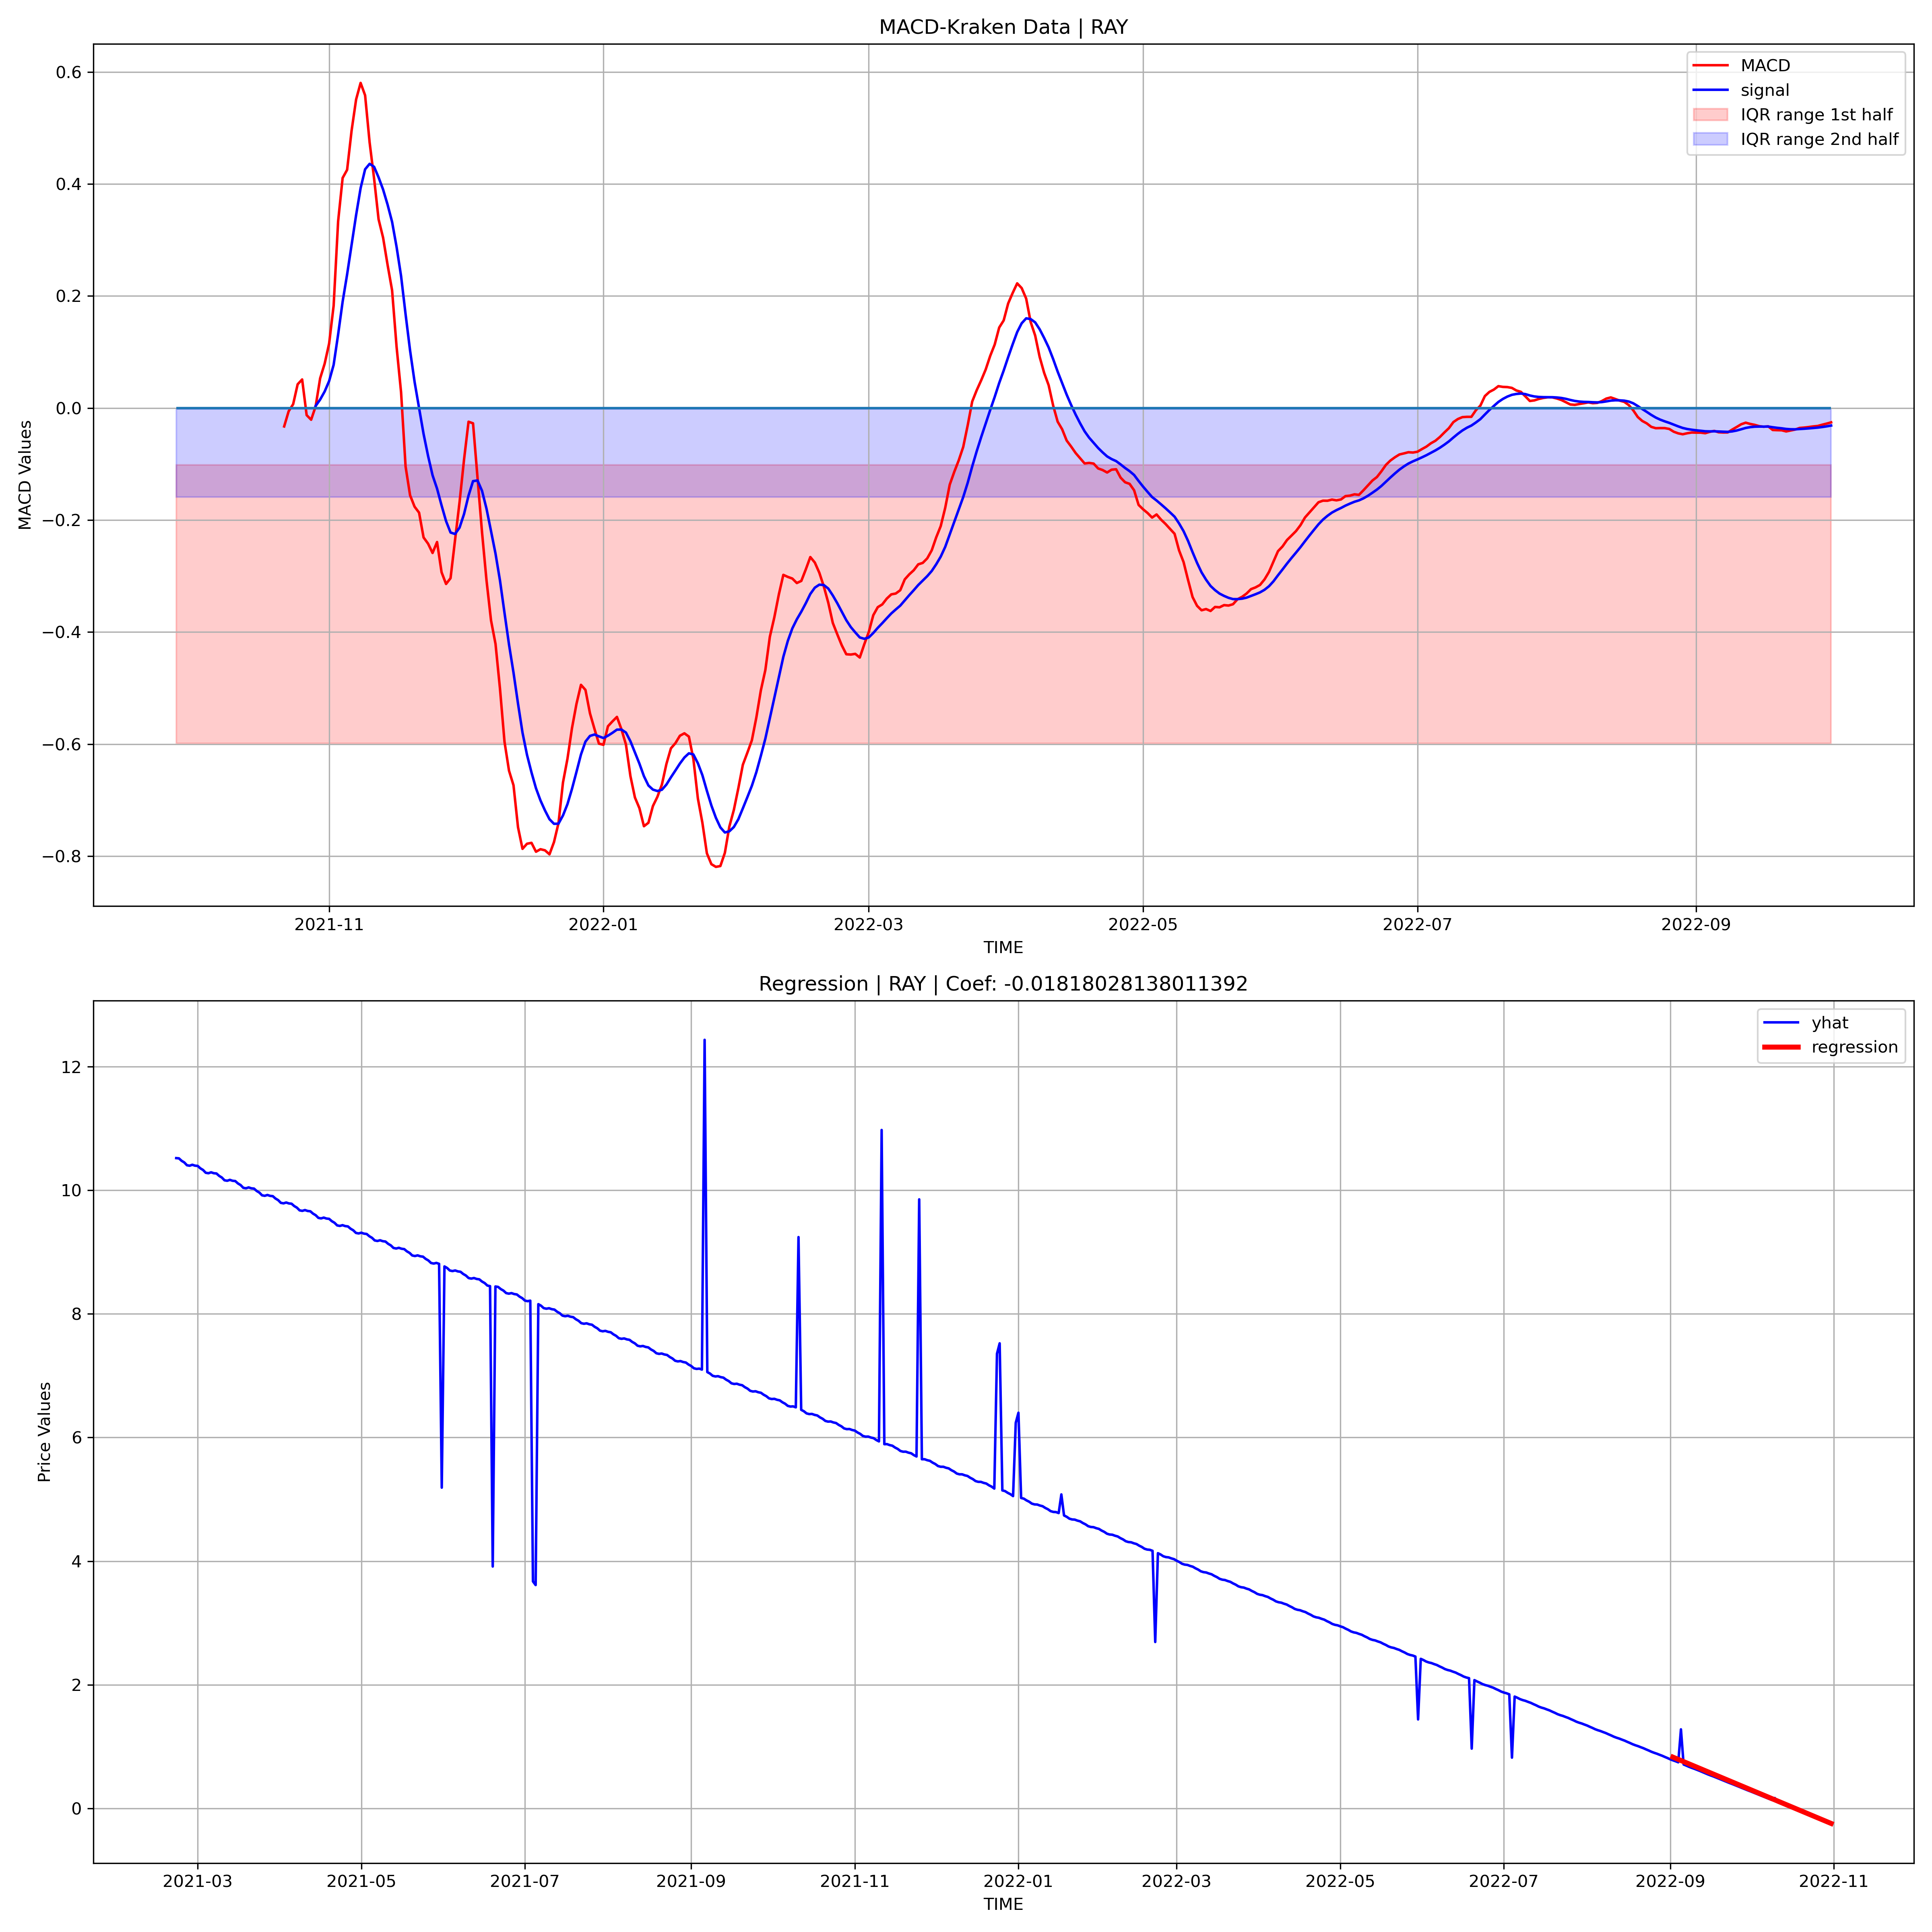 MACD-Kraken Data | RAY
MACD
signal
IQR range 1st half
IQR range 2nd half
MACD Values
0.6
0.4
0.2
0.0
−0.2
−0.4
−0.6
−0.8
2021-11
2022-01
2022-03
2022-05
2022-07
2022-09
TIME
Regression | RAY | Coef: -0.01818028138011392
yhat
regression
Price Values
12
10
8
6
4
2
0
2021-03
2021-05
2021-07
2021-09
2021-11
2022-01
2022-03
2022-05
2022-07
2022-09
2022-11
TIME